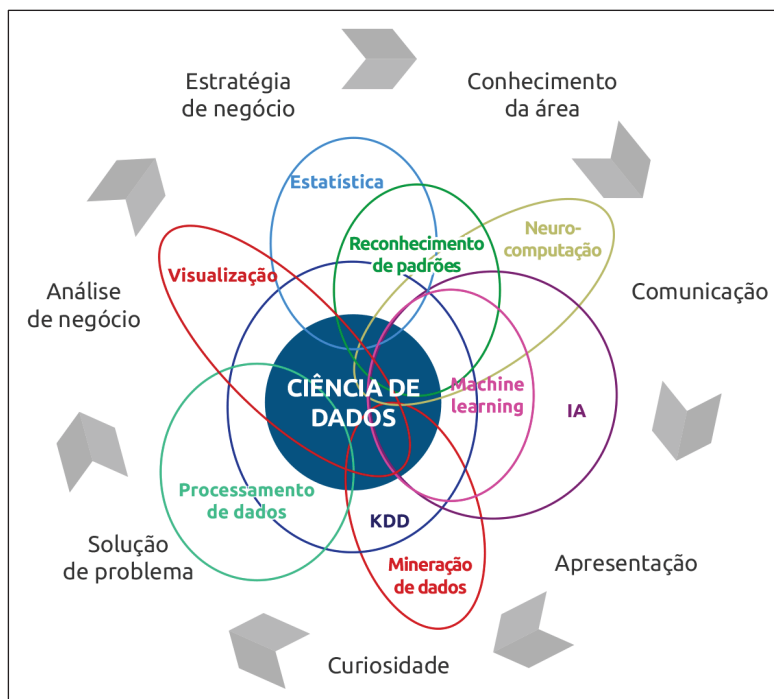 Estratégia
de negócio
Conhecimento
da área
Estatística
Reconhecimento
de padrões
Neuro-
computação
Visualização
Análise
de negócio
Comunicação
CIÊNCIA DE
DADOS
Machine
learning
IA
Processamento
de dados
KDD
Mineração
de dados
Solução
de problema
Apresentação
Curiosidade